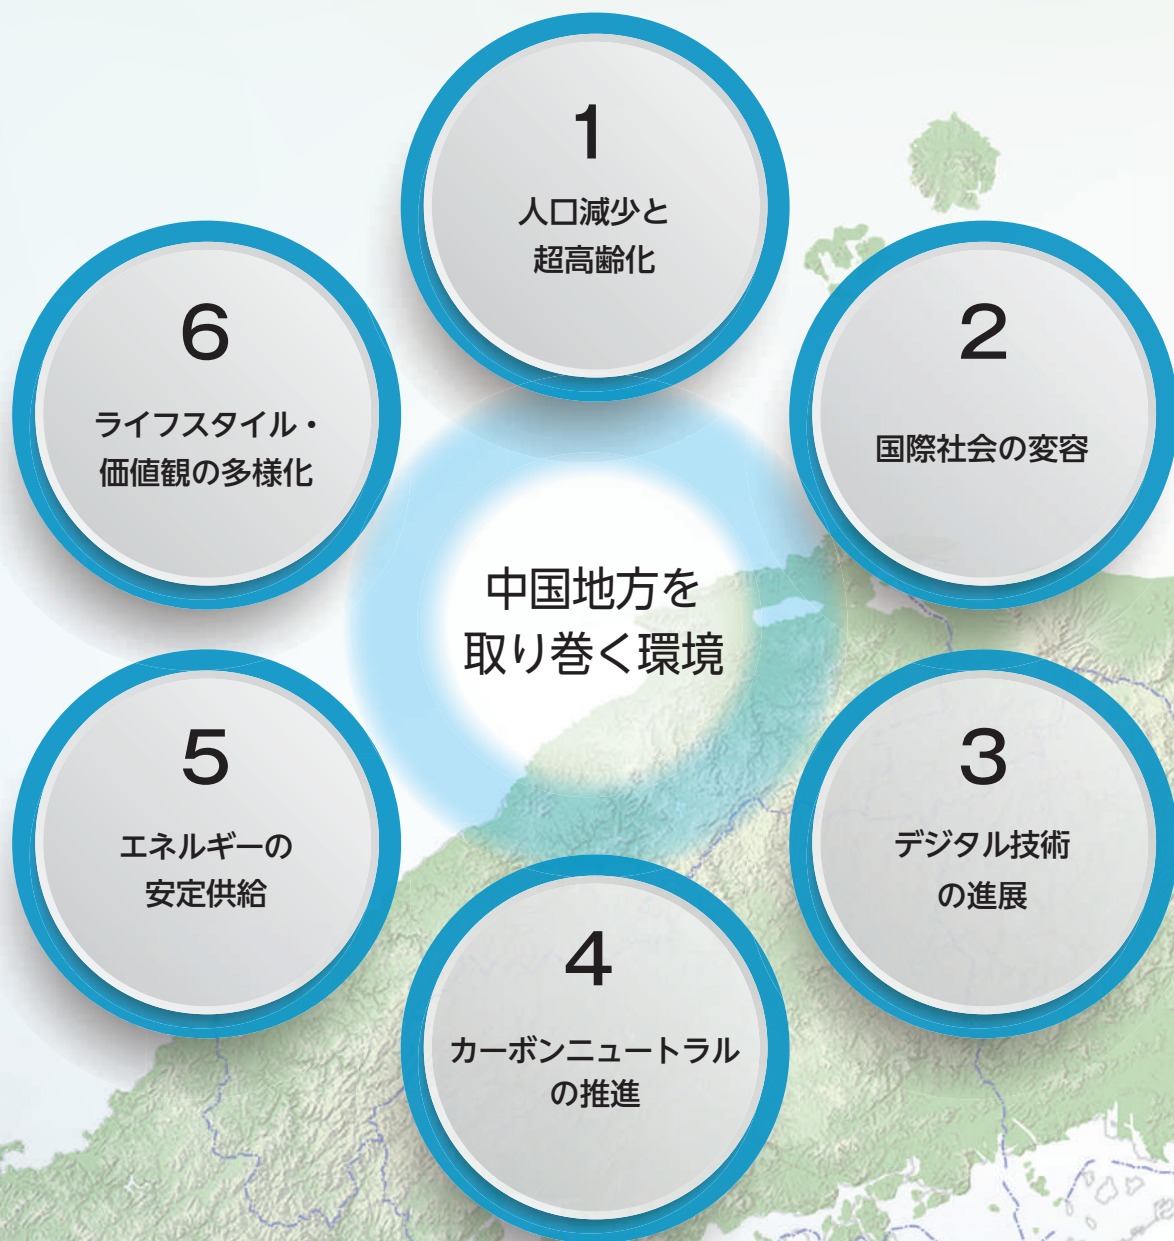 中国地方を
取り巻く環境
1
人口減少と
超高齢化
2
国際社会の変容
3
デジタル技術
の進展
4
カーボンニュートラル
の推進
5
エネルギーの
安定供給
6
ライフスタイル・
価値観の多様化